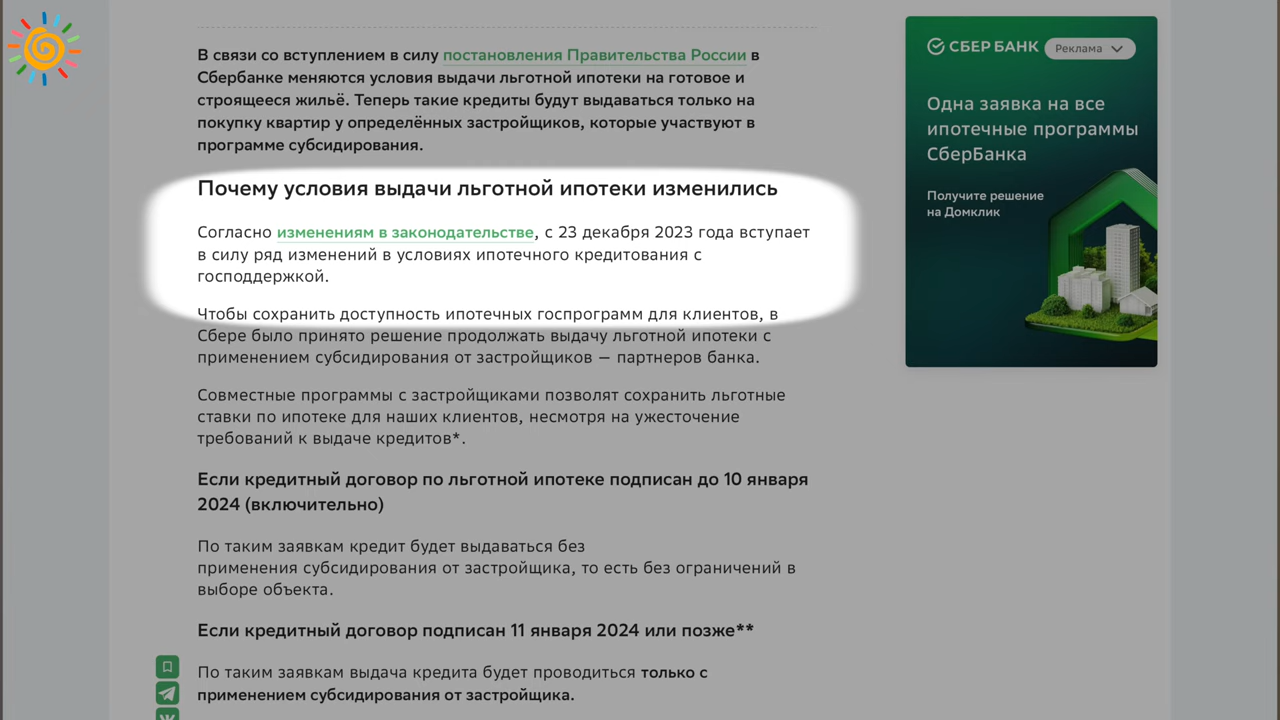 В связи со вступлением в силу постановления Правительства России в
Сбербанке меняются условия выдачи льготной ипотеки на готовое и
строящееся жильё. Теперь такие кредиты будут выдаваться только на
покупку квартир у определённых застройщиков, которые участвуют в
программе субсидирования.
Почему условия выдачи льготной ипотеки изменились
Согласно изменениям в законодательстве, с 23 декабря 2023 года вступает
в силу ряд изменений в условиях ипотечного кредитования с
господдержкой.
Чтобы сохранить доступность ипотечных госпрограмм для клиентов, в
Сбере было принято решение продолжать выдачу льготной ипотеки с
применением субсидирования от застройщиков — партнеров банка.
Совместные программы с застройщиками позволят сохранить льготные
ставки по ипотеке для наших клиентов, несмотря на ужесточение
требований к выдаче кредитов*.
Если кредитный договор по льготной ипотеке подписан до 10 января
2024 (включительно)
По таким заявкам кредит будет выдаваться без
применения субсидирования от застройщика, то есть без ограничений в
выборе объекта.
Если кредитный договор подписан 11 января 2024 или позже**
По таким заявкам выдача кредита будет проводиться только с
применением субсидирования от застройщика.
СБЕР БАНК
Реклама
Одна заявка на все
ипотечные программы
СберБанка
Получите решение
на Домклик